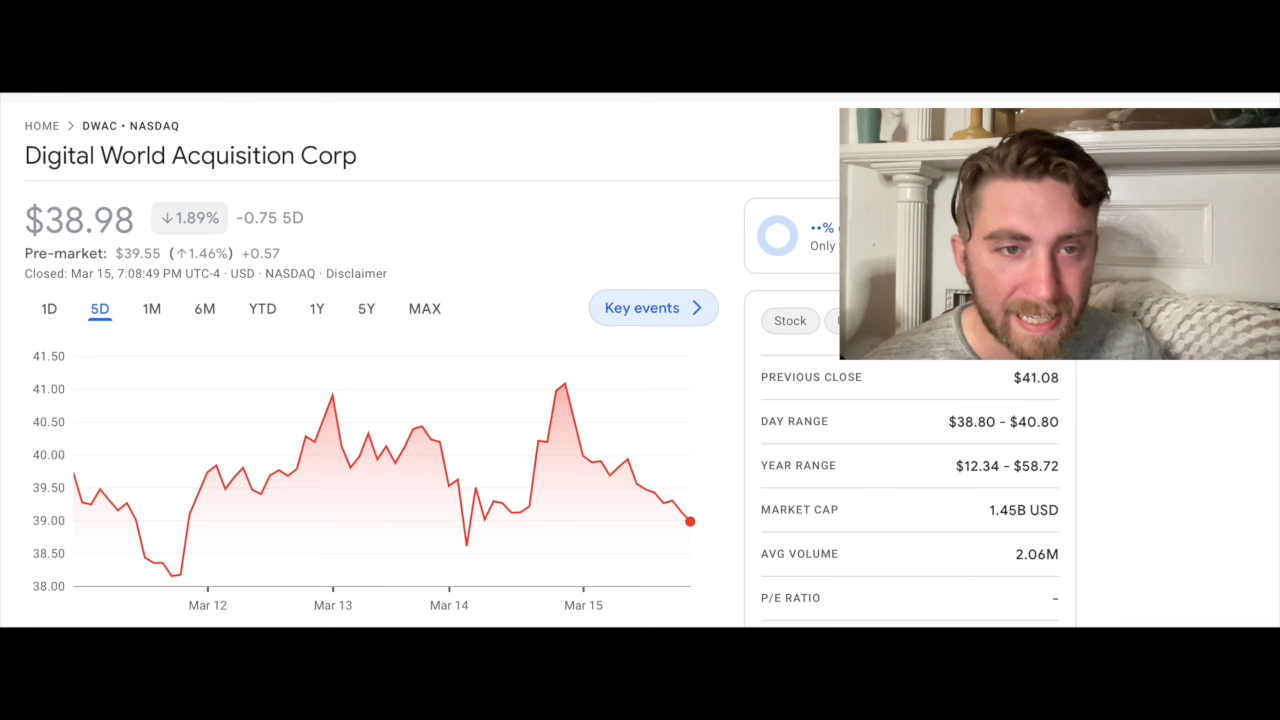 HOME > DWAC • NASDAQ
Digital World Acquisition Corp
$38.98 ↓1.89% -0.75 5D
Pre-market: $39.55 (↑1.46%) +0.57
Closed: Mar 15, 7:08:49 PM UTC-4 · USD · NASDAQ · Disclaimer
1D 5D 1M 6M YTD 1Y 5Y MAX
Key events >
41.50
41.00
40.50
40.00
39.50
39.00
38.50
38.00
Mar 12 Mar 13 Mar 14 Mar 15
••%
Only
Stock
PREVIOUS CLOSE $41.08
DAY RANGE $38.80 - $40.80
YEAR RANGE $12.34 - $58.72
MARKET CAP 1.45B USD
AVG VOLUME 2.06M
P/E RATIO -